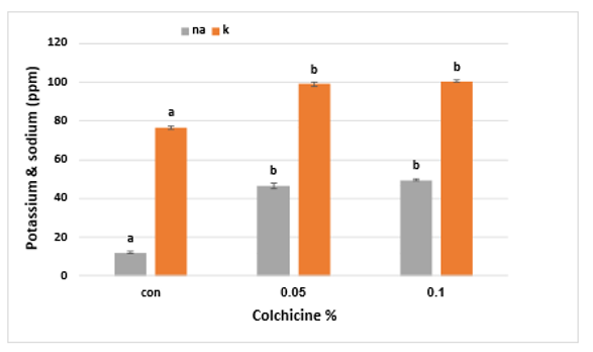 na k
Potassium & sodium (ppm)
120
100
80
60
40
20
0
a
a
b
b
b
b
con 0.05 0.1
Colchicine %